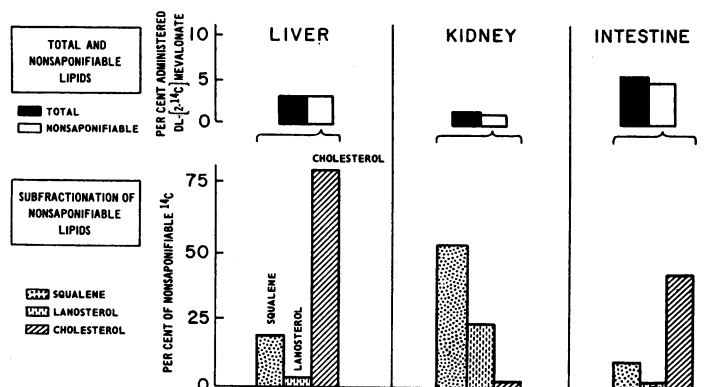 TOTAL AND
NONSAPONIFIABLE
LIPIDS
TOTAL
NONSAPONIFIABLE
PER CENT ADMINISTERED
DL-[2-¹⁴C] MEVALONATE
10
5
0
LIVER
KIDNEY
INTESTINE
SUBFRACTIONATION OF
NONSAPONIFIABLE
LIPIDS
SQUALENE
LANOSTEROL
CHOLESTEROL
PER CENT OF NONSAPONIFIABLE ¹⁴C
75
50
25
0
SQUALENE
LANOSTEROL
CHOLESTEROL